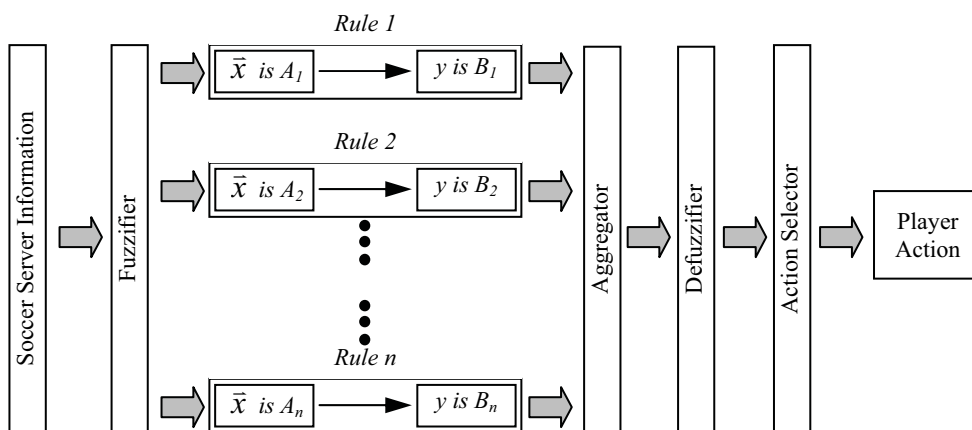 Soccer Server Information
Fuzzifier
Rule 1
x⃗ is A₁
y is B₁
Rule 2
x⃗ is A₂
y is B₂
Rule n
x⃗ is Aₙ
y is Bₙ
Aggregator
Defuzzifier
Action Selector
Player
Action